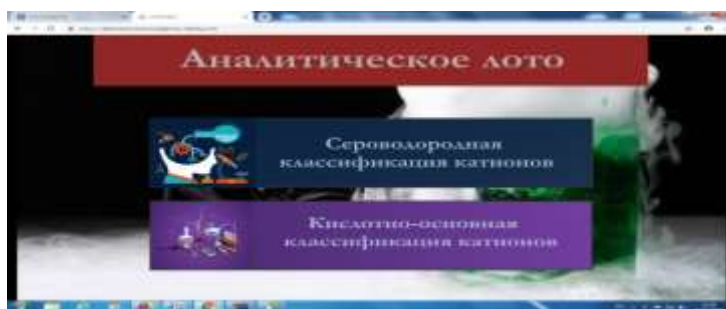 Аналитическое лото
Сероводородная
классификация катионов
Кислотно-основная
классификация катионов